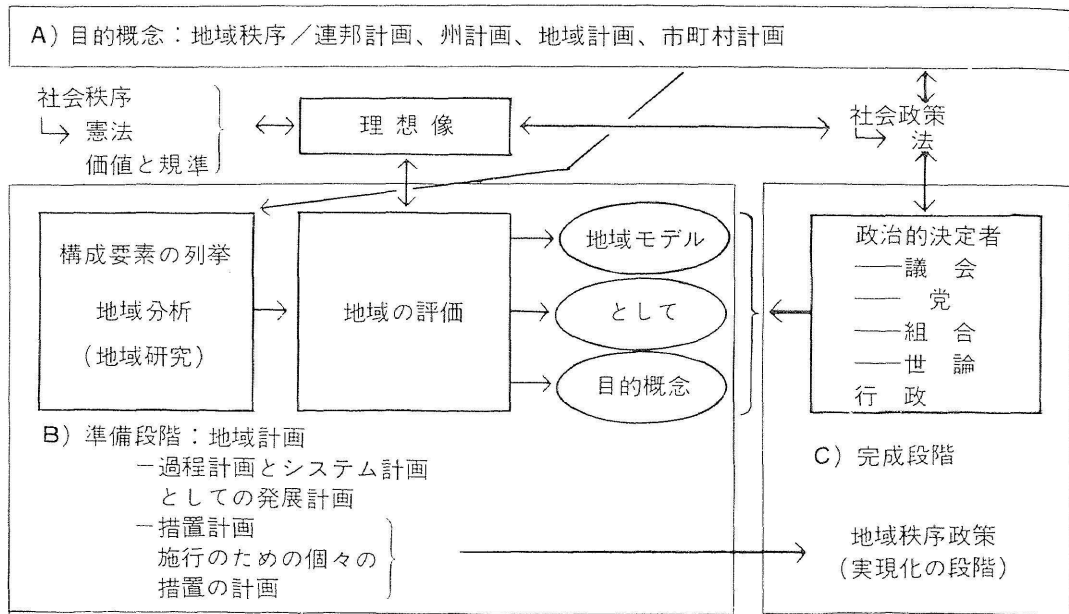 A) 目的概念：地域秩序／連邦計画、州計画、地域計画、市町村計画
社会秩序
憲法
価値と規準
理想像
社会政策
法
構成要素の列挙
地域分析
(地域研究)
地域の評価
地域モデル
として
目的概念
政治的決定者
──議　会
──　党
──組　合
──世　論
行　政
B) 準備段階：地域計画
－過程計画とシステム計画
としての発展計画
－措置計画
施行のための個々の
措置の計画
C) 完成段階
地域秩序政策
(実現化の段階)